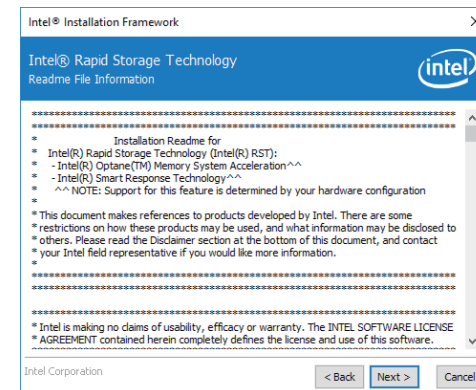 Intel® Installation Framework
Intel(R) Rapid Storage Technology
Readme File Information
intel
*******************************************************************************
*******************************************************************************
* Installation Readme for
* Intel(R) Rapid Storage Technology (Intel(R) RST):
* - Intel(R) Optane(TM) Memory System Acceleration^^
* - Intel(R) Smart Response Technology^^
* ^^ NOTE: Support for this feature is determined by your hardware configuration
*
* This document makes references to products developed by Intel. There are some
* restrictions on how these products may be used, and what information may be disclosed to
* others. Please read the Disclaimer section at the bottom of this document, and contact
* your Intel field representative if you would like more information.
*
*******************************************************************************
*******************************************************************************
*******************************************************************************
* Intel is making no claims of usability, efficacy or warranty. The INTEL SOFTWARE LICENSE
* AGREEMENT contained herein completely defines the license and use of this software.
*******************************************************************************
Intel Corporation
< Back Next > Cancel